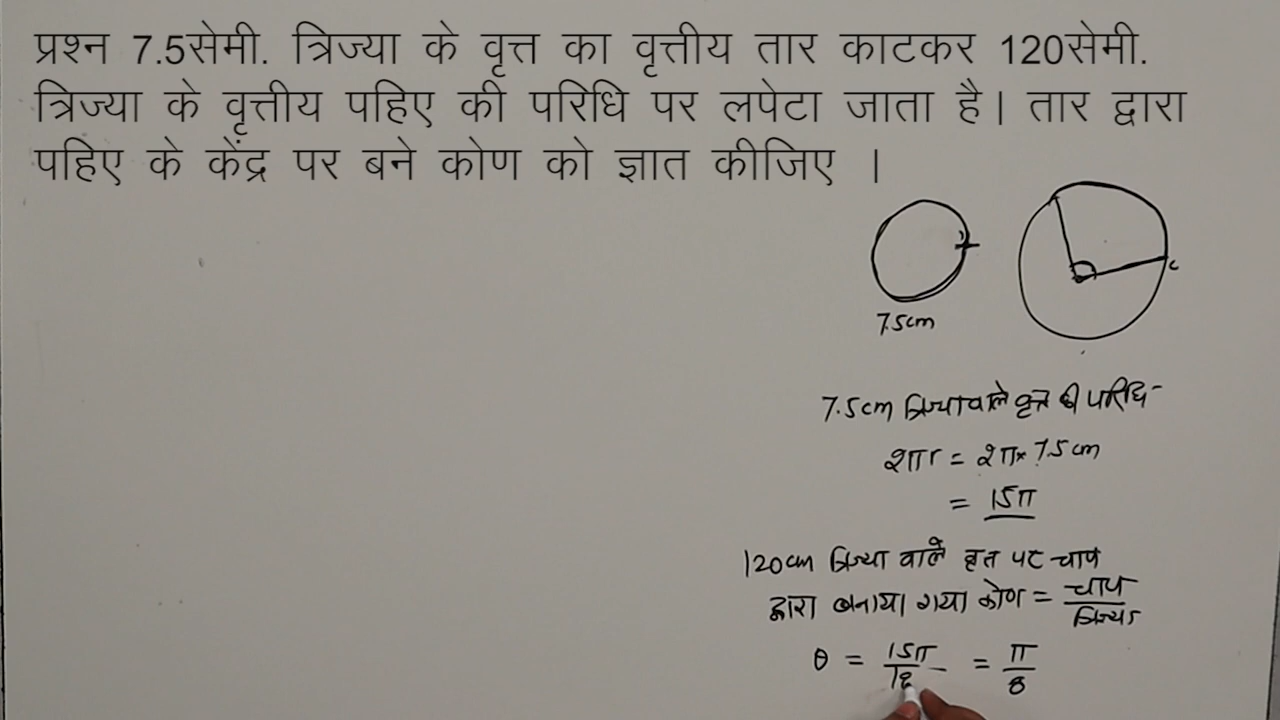 प्रश्न 7.5सेमी. त्रिज्या के वृत्त का वृत्तीय तार काटकर 120सेमी.
त्रिज्या के वृत्तीय पहिए की परिधि पर लपेटा जाता है। तार द्वारा
पहिए के केंद्र पर बने कोण को ज्ञात कीजिए ।
7.5cm
7.5cm त्रिज्या वाले वृत्त की परिधि -
2πr = 2π× 7.5 cm
= 15π
120cm त्रिज्या वाले वृत पर चाप
द्वारा बनाया गया कोण = चाप/त्रिज्या
θ = 15π/12 = π/8